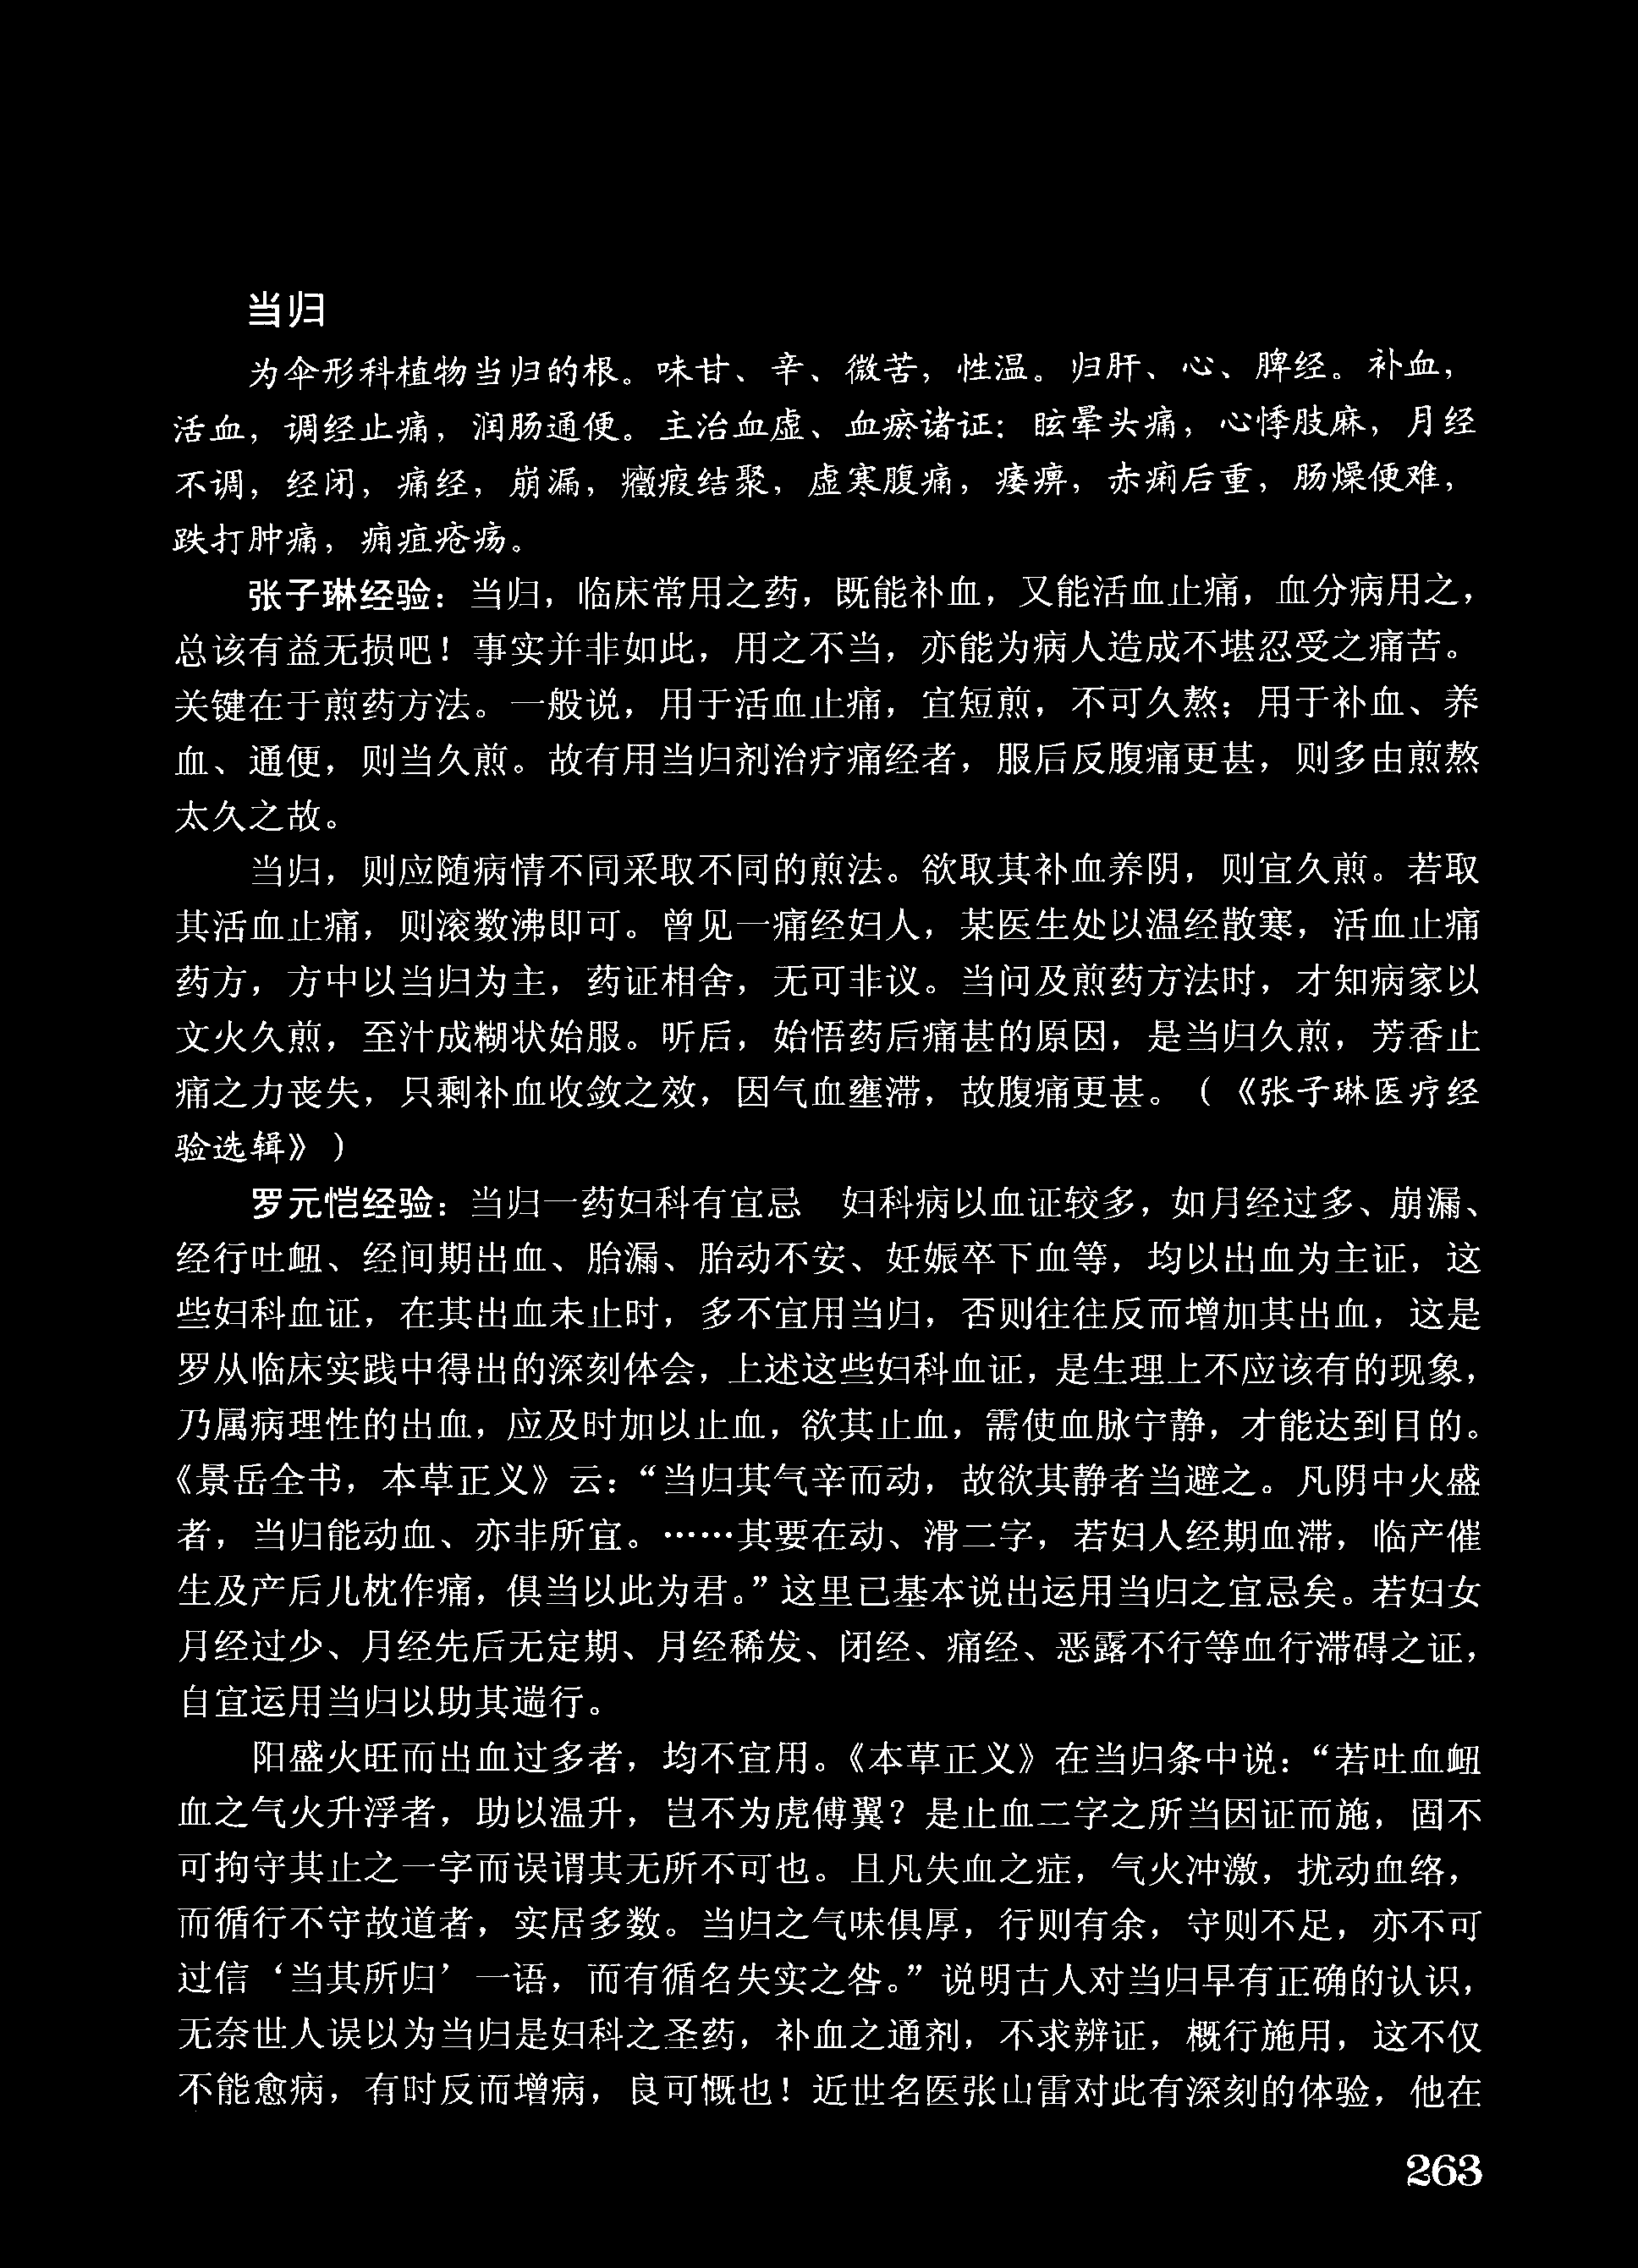 当归
为伞形科植物当归的根。味甘、辛、微苦，性温。归肝、心、脾经。补血，
活血，调经止痛，润肠通便。主治血虚、血瘀诸证：眩晕头痛，心悸肢麻，月经
不调，经闭，痛经，崩漏，癥瘕结聚，虚寒腹痛，痿痹，赤痢后重，肠燥便难，
跌打肿痛，痈疽疮疡。
张子琳经验：当归，临床常用之药，既能补血，又能活血止痛，血分病用之，
总该有益无损吧！事实并非如此，用之不当，亦能为病人造成不堪忍受之痛苦。
关键在于煎药方法。一般说，用于活血止痛，宜短煎，不可久熬；用于补血、养
血、通便，则当久煎。故有用当归剂治疗痛经者，服后反腹痛更甚，则多由煎熬
太久之故。
当归，则应随病情不同采取不同的煎法。欲取其补血养阴，则宜久煎。若取
其活血止痛，则滚数沸即可。曾见一痛经妇人，某医生处以温经散寒，活血止痛
药方，方中以当归为主，药证相舍，无可非议。当问及煎药方法时，才知病家以
文火久煎，至汁成糊状始服。听后，始悟药后痛甚的原因，是当归久煎，芳香止
痛之力丧失，只剩补血收敛之效，因气血壅滞，故腹痛更甚。（《张子琳医疗经
验选辑》）
罗元恺经验：当归一药妇科有宜忌　妇科病以血证较多，如月经过多、崩漏、
经行吐衄、经间期出血、胎漏、胎动不安、妊娠卒下血等，均以出血为主证，这
些妇科血证，在其出血未止时，多不宜用当归，否则往往反而增加其出血，这是
罗从临床实践中得出的深刻体会，上述这些妇科血证，是生理上不应该有的现象，
乃属病理性的出血，应及时加以止血，欲其止血，需使血脉宁静，才能达到目的。
《景岳全书，本草正义》云：“当归其气辛而动，故欲其静者当避之。凡阴中火盛
者，当归能动血、亦非所宜。……其要在动、滑二字，若妇人经期血滞，临产催
生及产后儿枕作痛，俱当以此为君。”这里已基本说出运用当归之宜忌矣。若妇女
月经过少、月经先后无定期、月经稀发、闭经、痛经、恶露不行等血行滞碍之证，
自宜运用当归以助其遄行。
阳盛火旺而出血过多者，均不宜用。《本草正义》在当归条中说：“若吐血衄
血之气火升浮者，助以温升，岂不为虎傅翼？是止血二字之所当因证而施，固不
可拘守其止之一字而误谓其无所不可也。且凡失血之症，气火冲激，扰动血络，
而循行不守故道者，实居多数。当归之气味俱厚，行则有余，守则不足，亦不可
过信‘当其所归’一语，而有循名失实之咎。”说明古人对当归早有正确的认识，
无奈世人误以为当归是妇科之圣药，补血之通剂，不求辨证，概行施用，这不仅
不能愈病，有时反而增病，良可慨也！近世名医张山雷对此有深刻的体验，他在
263